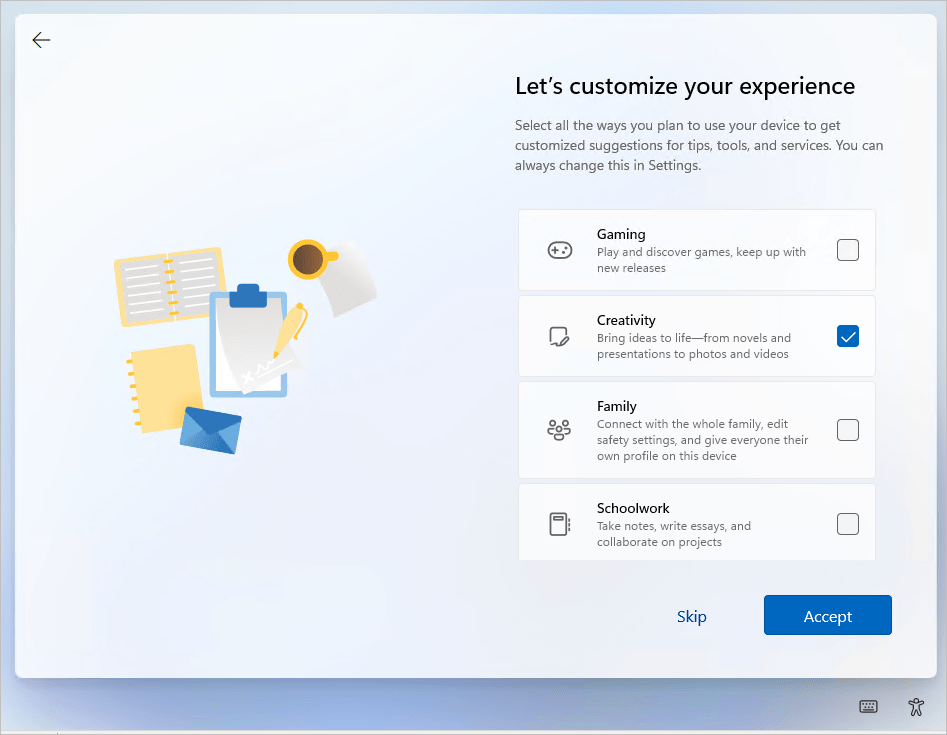 Let’s customize your experience
Select all the ways you plan to use your device to get
customized suggestions for tips, tools, and services. You can
always change this in Settings.
Gaming
Play and discover games, keep up with
new releases
Creativity
Bring ideas to life—from novels and
presentations to photos and videos
Family
Connect with the whole family, edit
safety settings, and give everyone their
own profile on this device
Schoolwork
Take notes, write essays, and
collaborate on projects
Skip
Accept